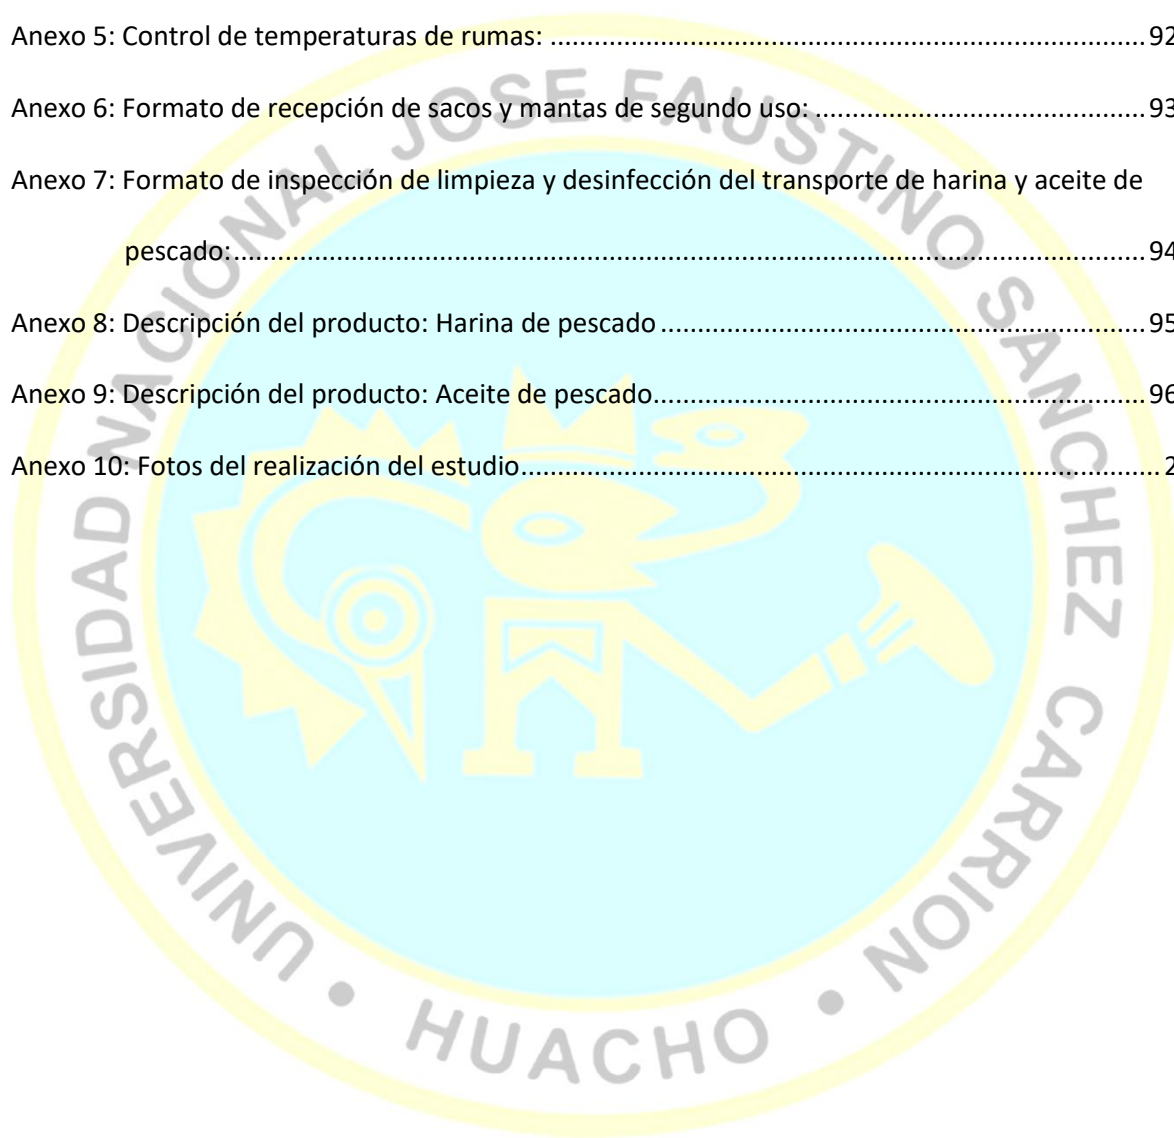 Anexo 5: Control de temperaturas de rumas: ..................................................................................................... 92
Anexo 6: Formato de recepción de sacos y mantas de segundo uso: ......................................................... 93
Anexo 7: Formato de inspección de limpieza y desinfección del transporte de harina y aceite de
pescado: ......................................................................................................................................................... 94
Anexo 8: Descripción del producto: Harina de pescado .................................................................................. 95
Anexo 9: Descripción del producto: Aceite de pescado................................................................................... 96
Anexo 10: Fotos del realización del estudio............................................................................................................ 2
UNIVERSIDAD NACIONAL JOSE FAUSTINO SANCHEZ CARRION • HUACHO •